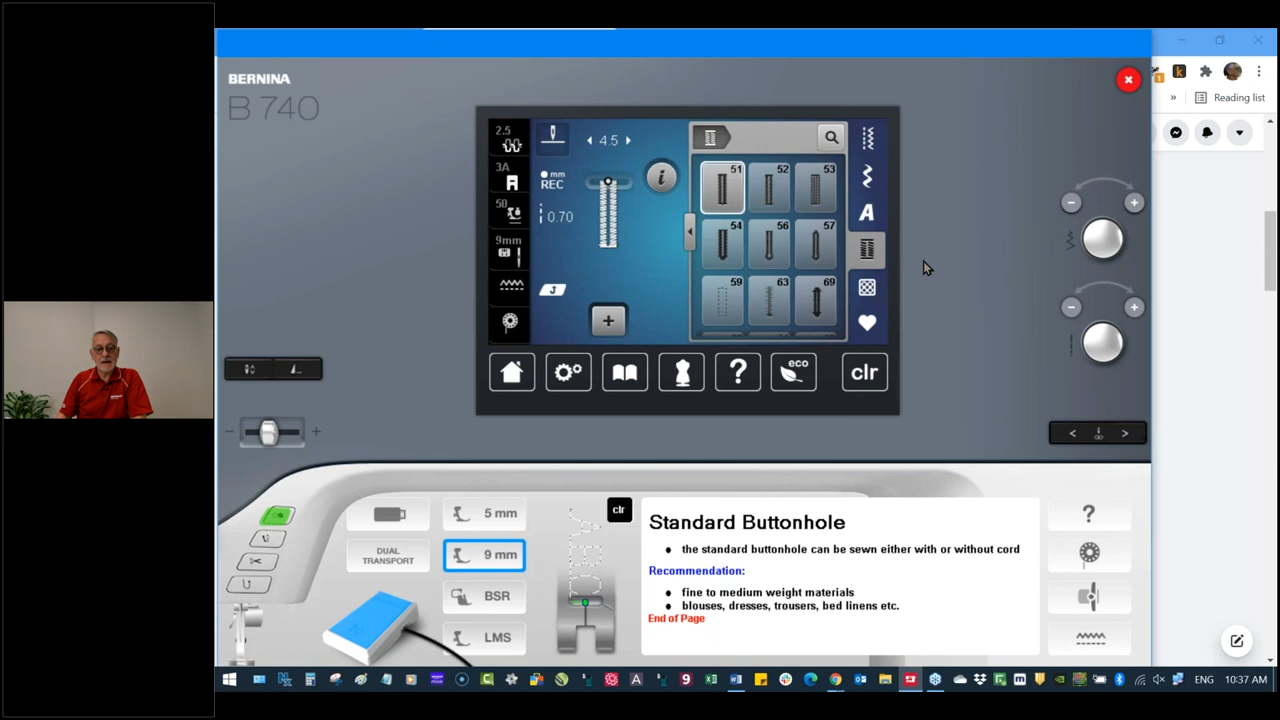 BERNINA
B 740
2.5
4.5
3A
mm
REC
0.70
50
9mm
51
52
53
54
56
57
59
63
69
A
i
+
?
eco
clr
Reading list
- +
- +
- +
< >
DUAL
TRANSPORT
5 mm
9 mm
BSR
LMS
clr
Standard Buttonhole
• the standard buttonhole can be sewn either with or without cord
Recommendation:
• fine to medium weight materials
• blouses, dresses, trousers, bed linens etc.
End of Page
?
ENG 10:37 AM